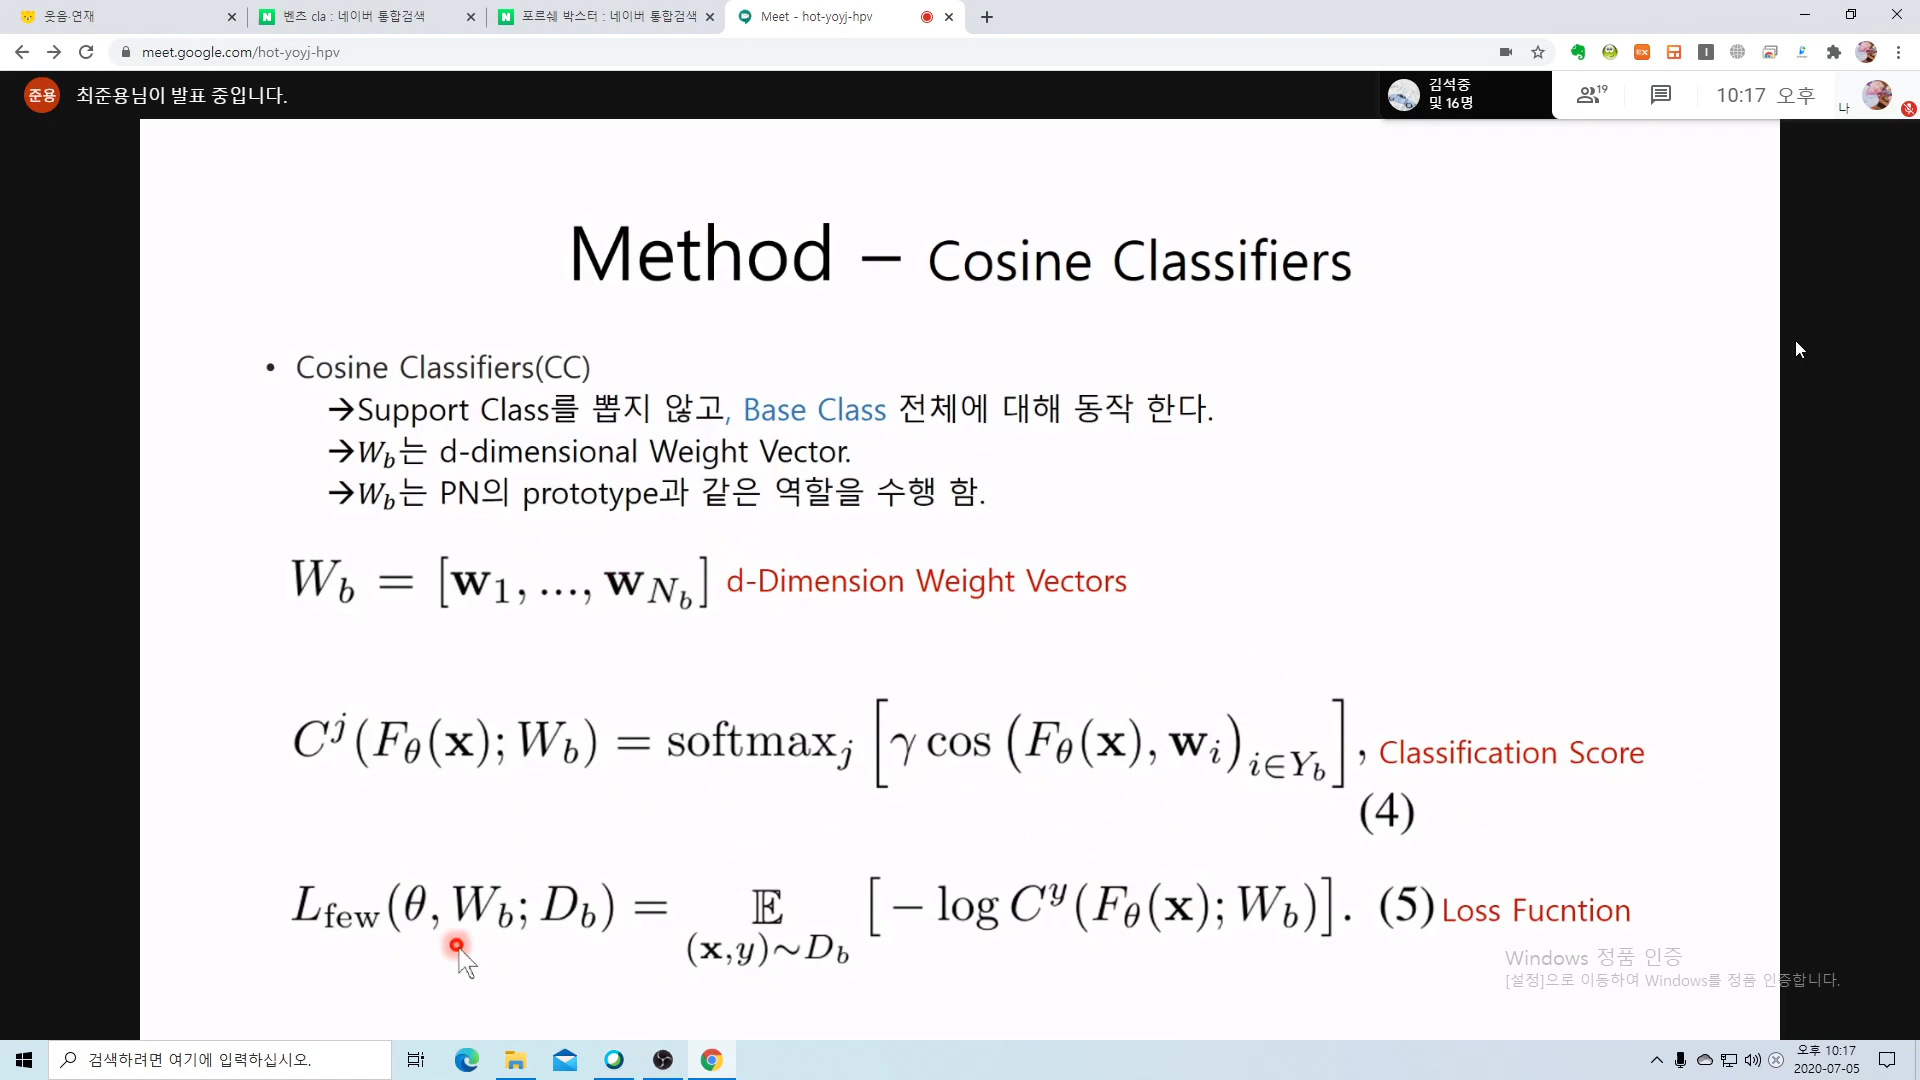 웃음·연재
벤츠 cla : 네이버 통합검색
포르쉐 박스터 : 네이버 통합검색
Meet - hot-yoyj-hpv
meet.google.com/hot-yoyj-hpv
준용 최준용님이 발표 중입니다.
김석중
및 16명
19
10:17 오후
나
Method – Cosine Classifiers
• Cosine Classifiers(CC)
→Support Class를 뽑지 않고, Base Class 전체에 대해 동작 한다.
→W_b는 d-dimensional Weight Vector.
→W_b는 PN의 prototype과 같은 역할을 수행 함.
W_b = [w_1, ..., w_{N_b}] d-Dimension Weight Vectors
C^j(F_θ(x); W_b) = softmax_j [γ cos (F_θ(x), w_i)_{i∈Y_b}], Classification Score
(4)
L_few(θ, W_b; D_b) = 𝔼_{(x,y)∼D_b} [− log C^y(F_θ(x); W_b)]. (5) Loss Fucntion
Windows 정품 인증
[설정]으로 이동하여 Windows를 정품 인증합니다.
검색하려면 여기에 입력하십시오.
오후 10:17
2020-07-05